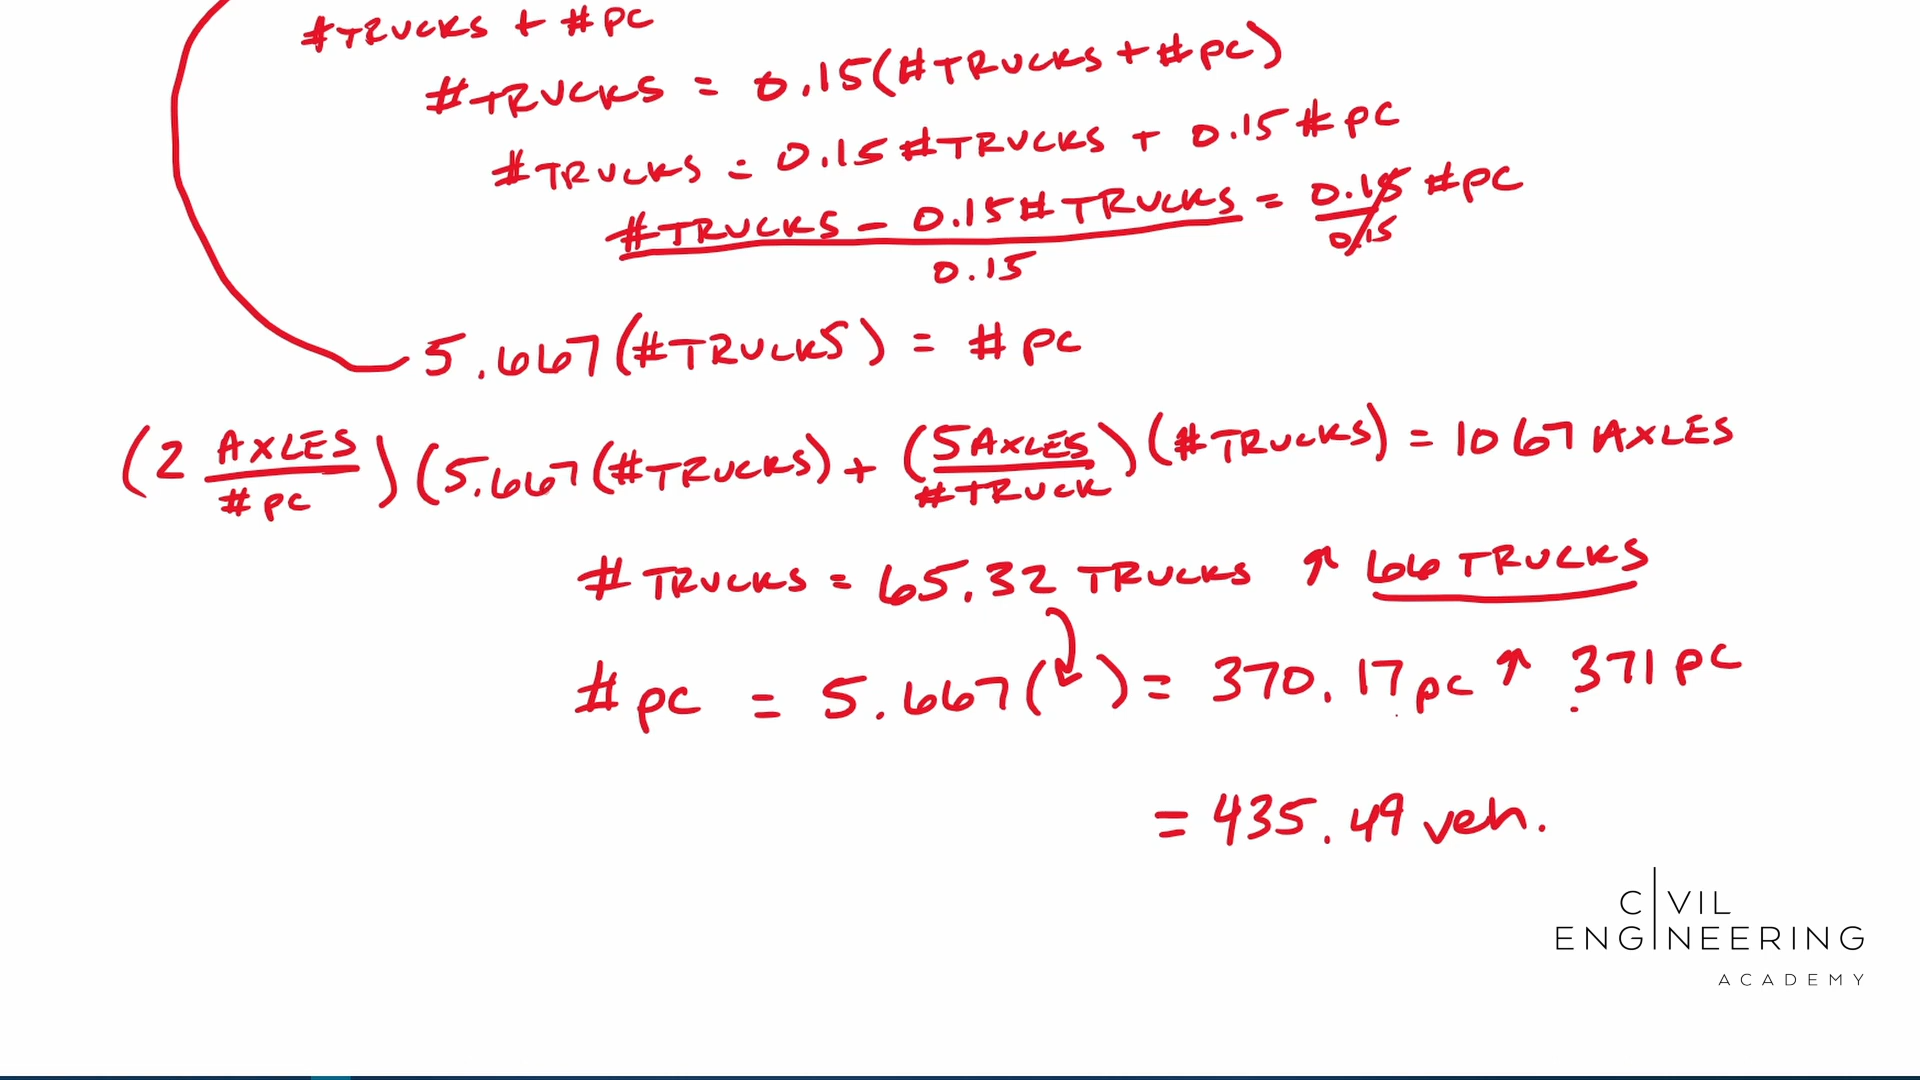 #TRUCKS + #PC
#TRUCKS = 0.15(#TRUCKS + #PC)
#TRUCKS = 0.15 #TRUCKS + 0.15 #PC
#TRUCKS - 0.15 #TRUCKS = 0.15 #PC
0.15 0.15
5.667(#TRUCKS) = # PC
(2 AXLES/#PC)(5.667(#TRUCKS) + (5 AXLES/#TRUCK)(#TRUCKS) = 1067 AXLES
# TRUCKS = 65.32 TRUCKS ↑ 66 TRUCKS
# PC = 5.667( ) = 370.17 PC ↑ 371 PC
= 435.49 veh.
CIVIL
ENGINEERING
ACADEMY